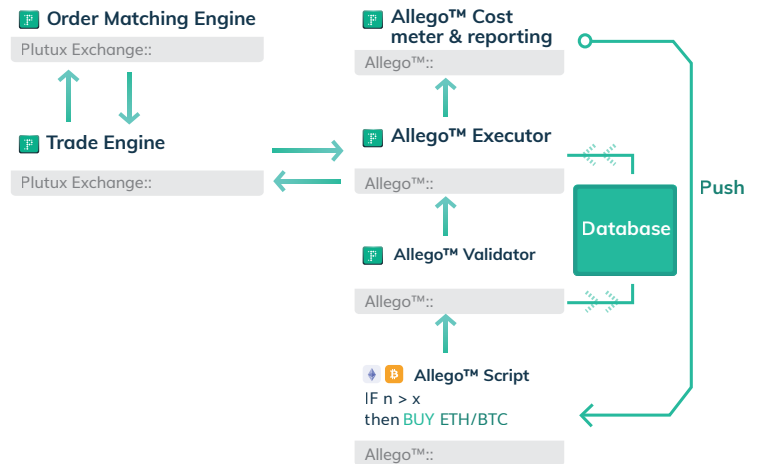 Order Matching Engine
Plutux Exchange::
Trade Engine
Plutux Exchange::
Allego™ Cost
meter & reporting
Allego™::
Allego™ Executor
Allego™::
Allego™ Validator
Allego™::
Allego™ Script
IF n > x
then BUY ETH/BTC
Allego™::
Database
Push